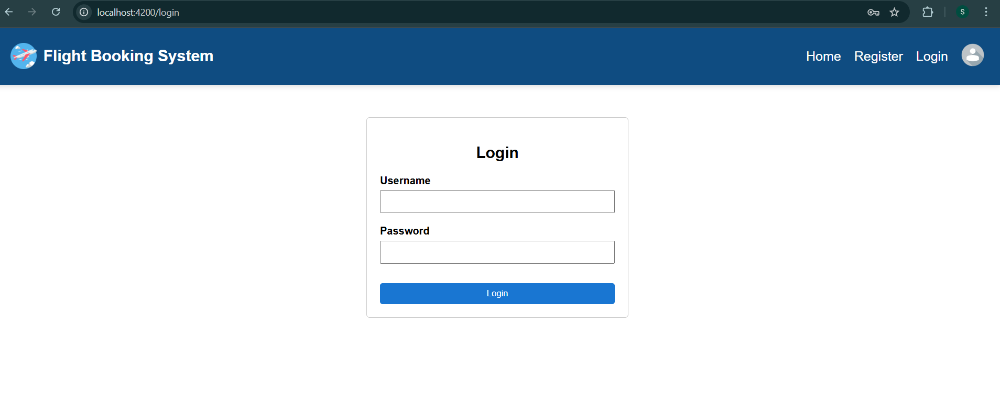 localhost:4200/login
S
Flight Booking System
Home Register Login
Login
Username
Password
Login